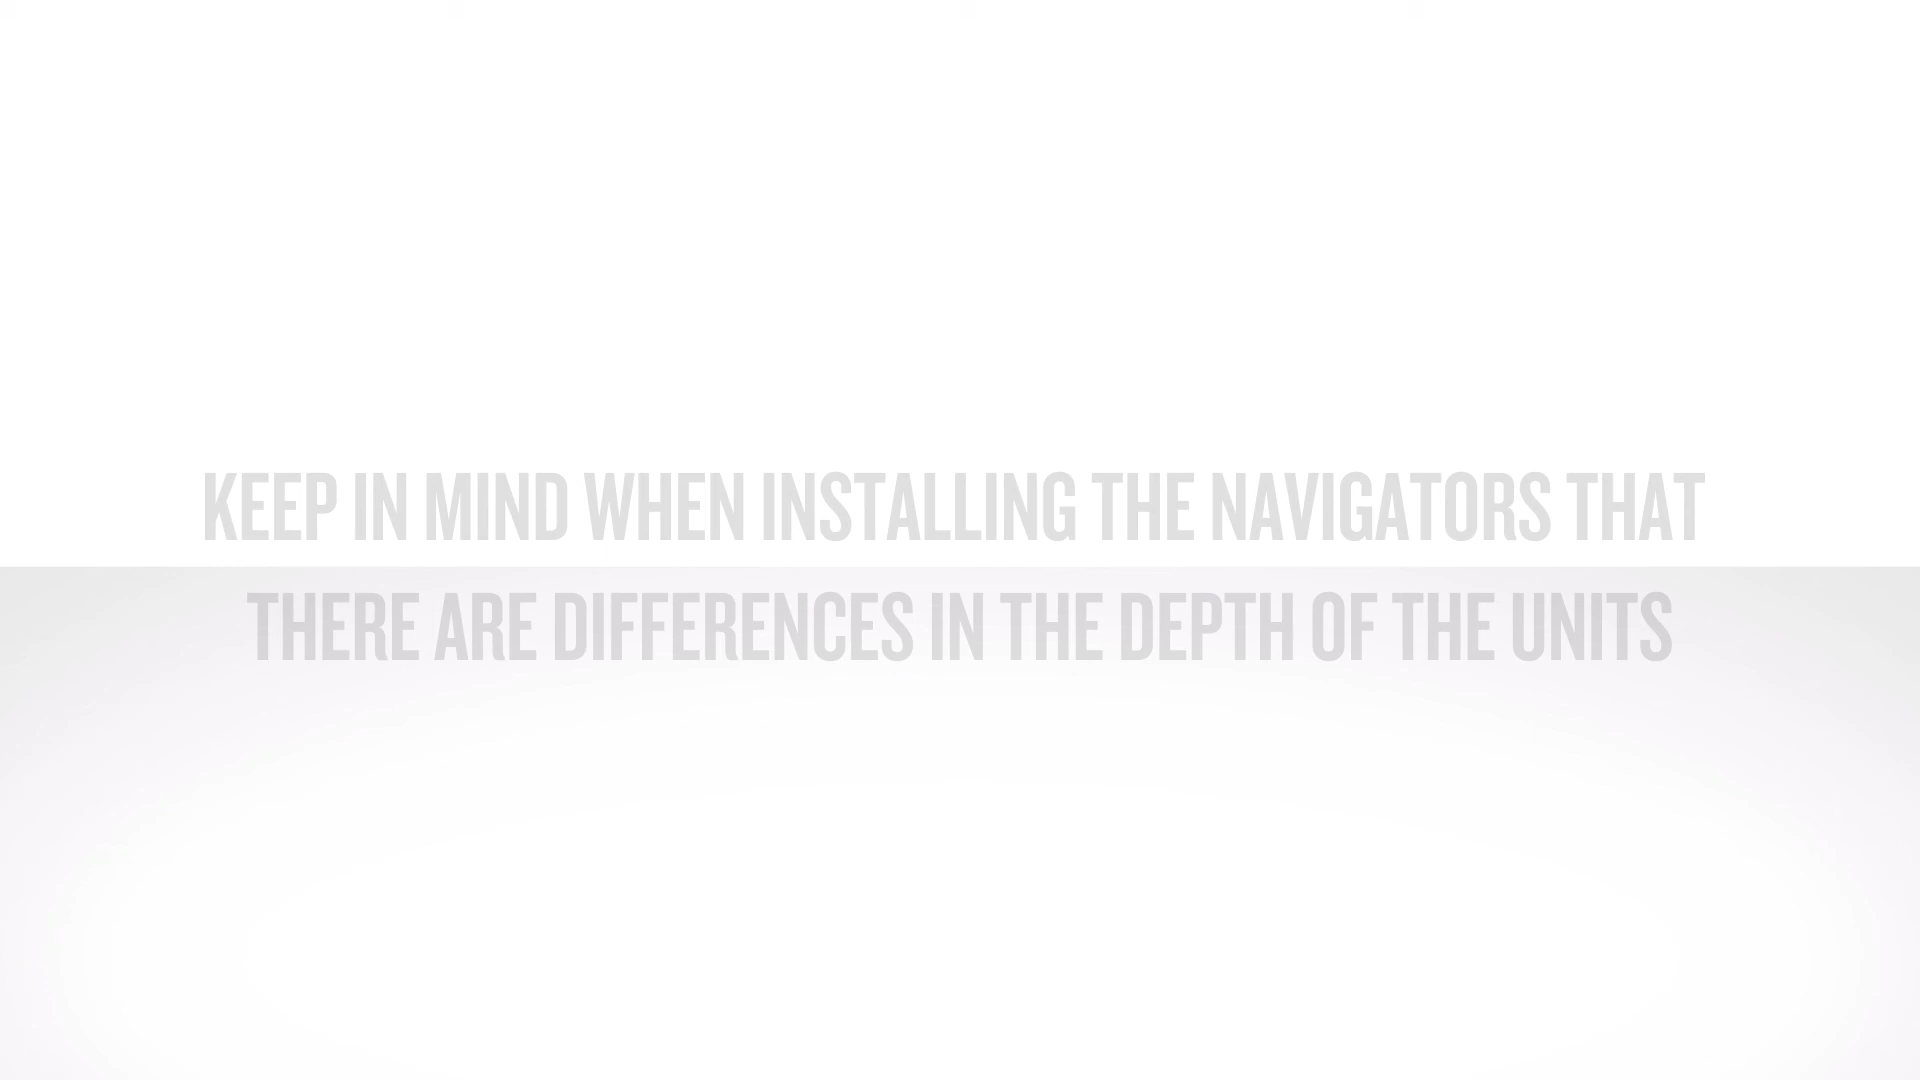 KEEP IN MIND WHEN INSTALLING THE NAVIGATORS THAT
THERE ARE DIFFERENCES IN THE DEPTH OF THE UNITS